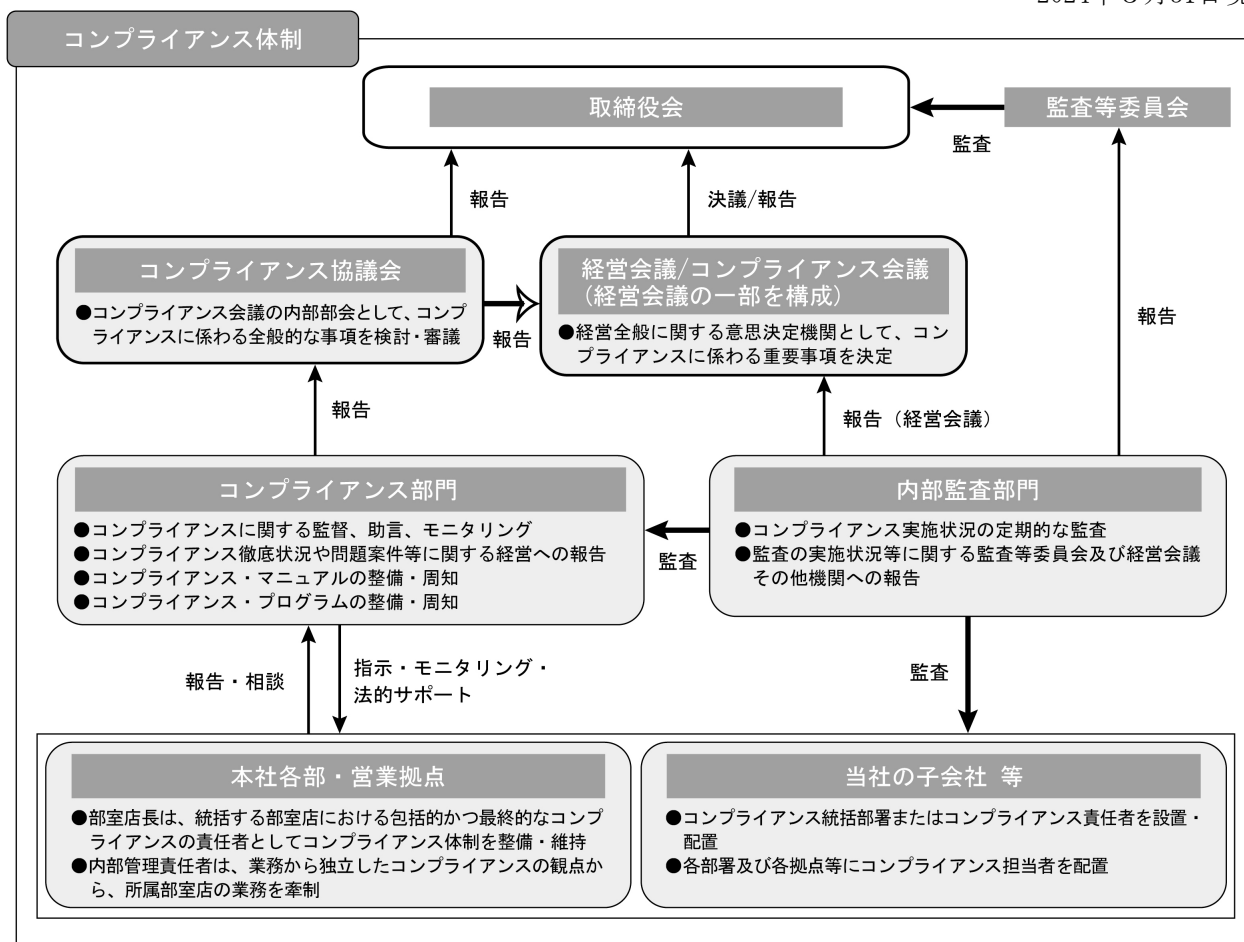 コンプライアンス体制
取締役会
監査等委員会
監査
報告
決議/報告
コンプライアンス協議会
●コンプライアンス会議の内部部会として、コンプ
ライアンスに係わる全般的な事項を検討・審議
報告
経営会議/コンプライアンス会議
(経営会議の一部を構成)
●経営全般に関する意思決定機関として、コン
プライアンスに係わる重要事項を決定
報告
報告
報告(経営会議)
コンプライアンス部門
●コンプライアンスに関する監督、助言、モニタリング
●コンプライアンス徹底状況や問題案件等に関する経営への報告
●コンプライアンス・マニュアルの整備・周知
●コンプライアンス・プログラムの整備・周知
監査
内部監査部門
●コンプライアンス実施状況の定期的な監査
●監査の実施状況等に関する監査等委員会及び経営会議
その他機関への報告
報告・相談
指示・モニタリング・
法的サポート
監査
本社各部・営業拠点
●部室店長は、統括する部室店における包括的かつ最終的なコンプ
ライアンスの責任者としてコンプライアンス体制を整備・維持
●内部管理責任者は、業務から独立したコンプライアンスの観点か
ら、所属部室店の業務を牽制
当社の子会社 等
●コンプライアンス統括部署またはコンプライアンス責任者を設置・
配置
●各部署及び各拠点等にコンプライアンス担当者を配置